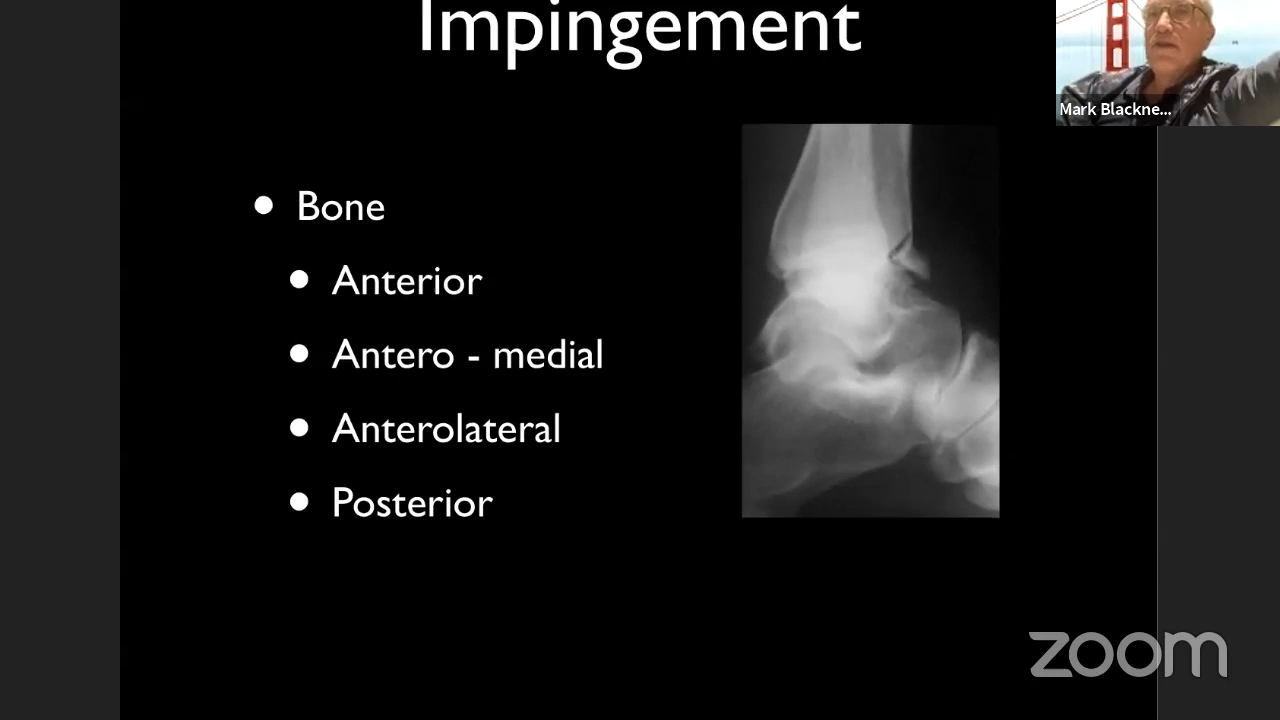 Impingement
Mark Blackne...
Bone
Anterior
Antero - medial
Anterolateral
Posterior
zoom